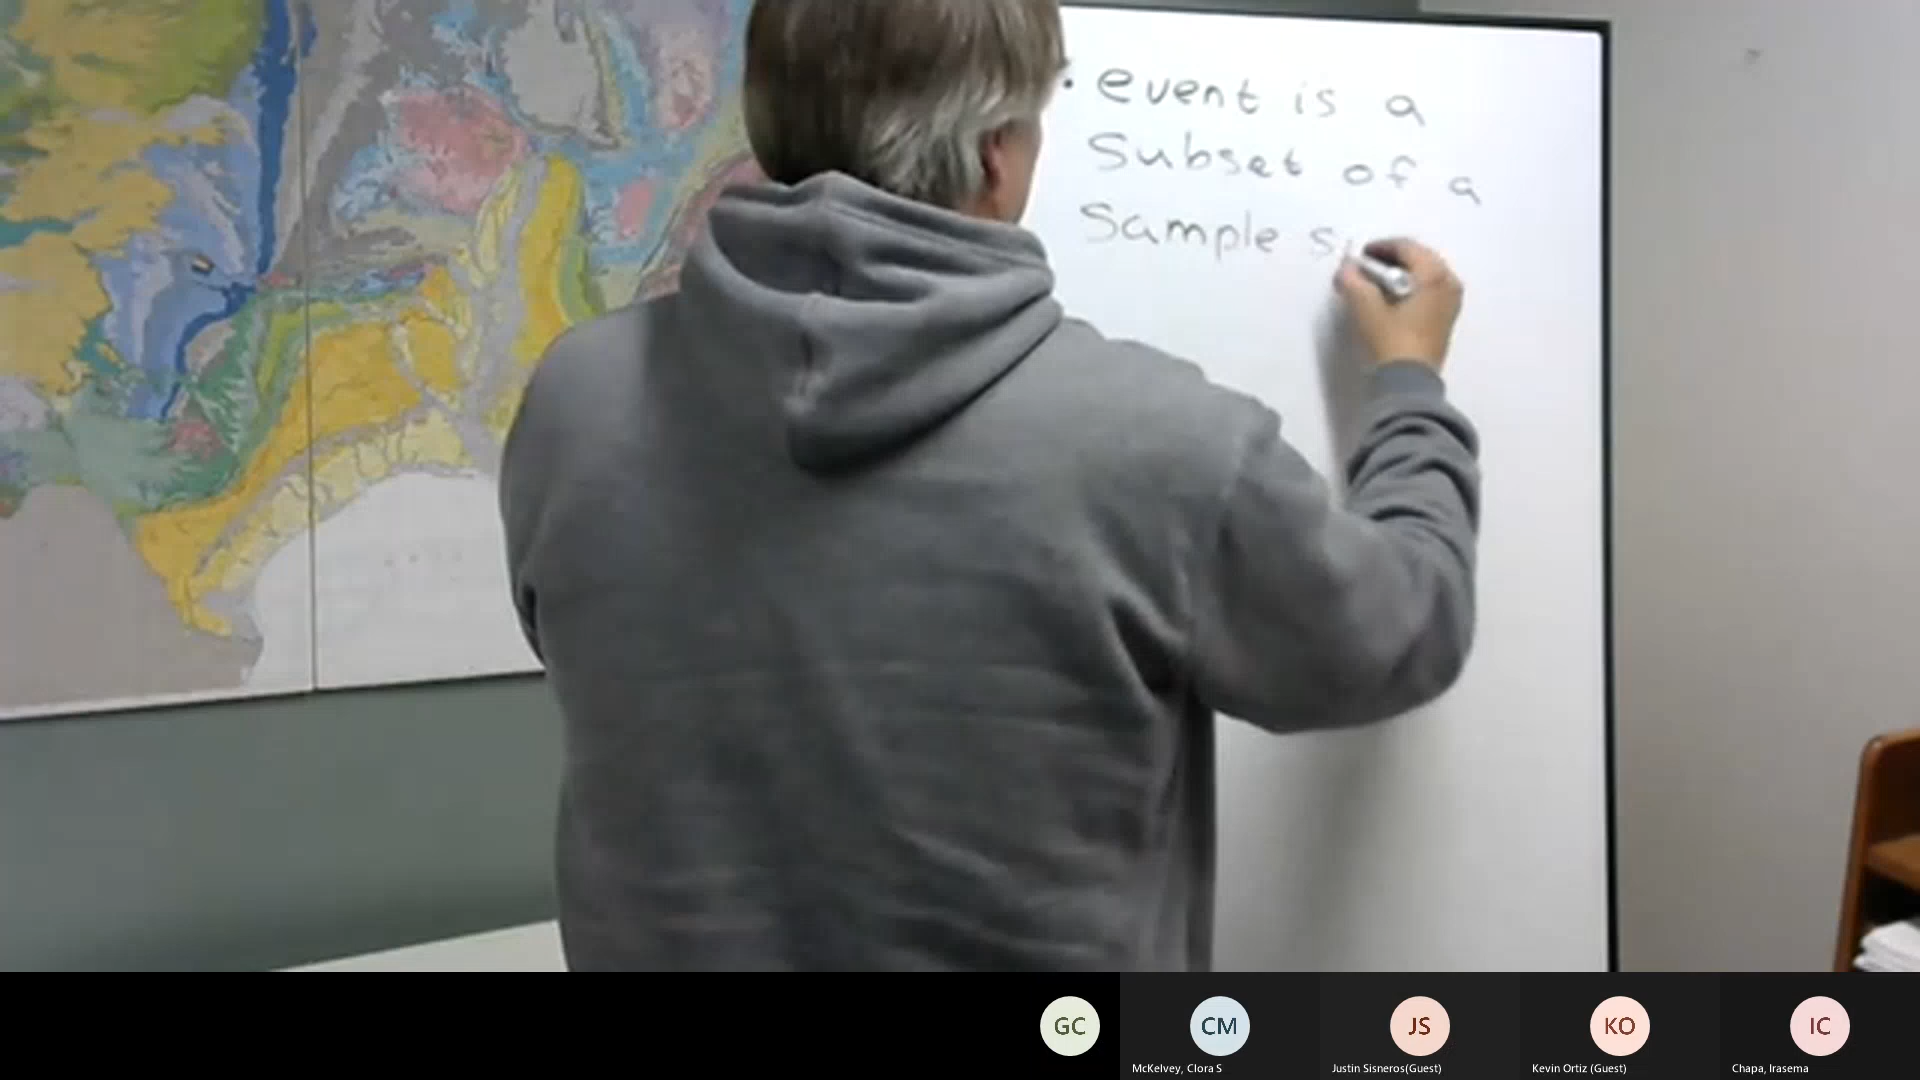 • event is a
Subset of a
Sample
GC
CM
JS
KO
IC
McKelvey, Clora S
Justin Sisneros(Guest)
Kevin Ortiz (Guest)
Chapa, Irasema